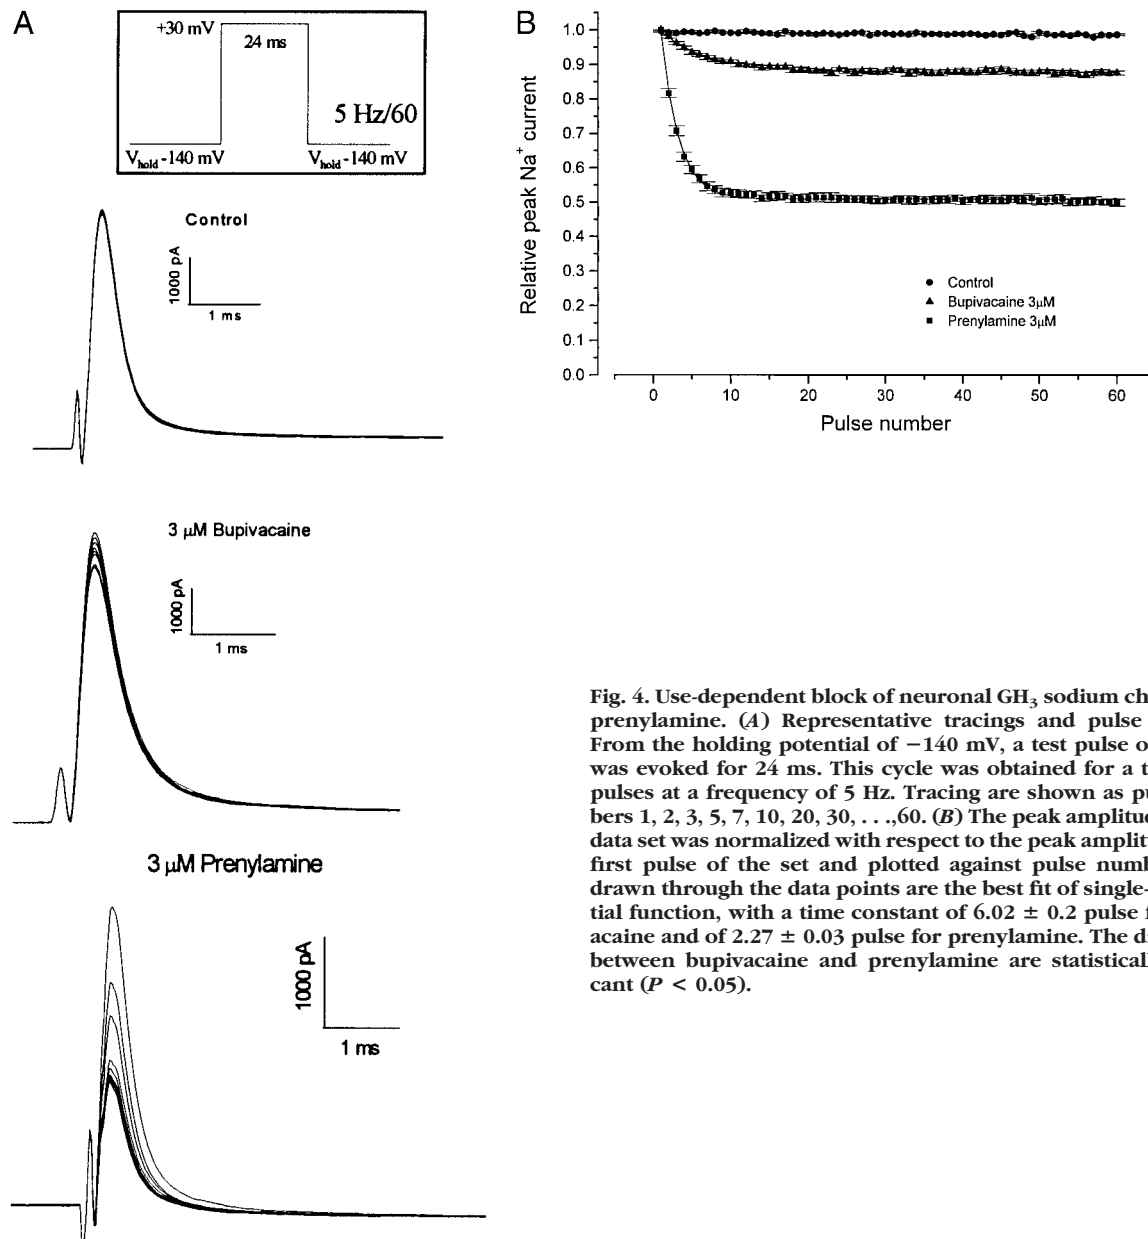 A
+30 mV
24 ms
5 Hz/60
Vhold -140 mV
Vhold -140 mV
Control
1000 pA
1 ms
3 µM Bupivacaine
1000 pA
1 ms
3 µM Prenylamine
1000 pA
1 ms
B
Relative peak Na+ current
1.0
0.9
0.8
0.7
0.6
0.5
0.4
0.3
0.2
0.1
0.0
0
10
20
30
40
50
60
Pulse number
Control
Bupivacaine 3µM
Prenylamine 3µM
Fig. 4. Use-dependent block of neuronal GH3 sodium ch
prenylamine. (A) Representative tracings and pulse
From the holding potential of −140 mV, a test pulse o
was evoked for 24 ms. This cycle was obtained for a t
pulses at a frequency of 5 Hz. Tracing are shown as pu
bers 1, 2, 3, 5, 7, 10, 20, 30, . . .,60. (B) The peak amplitud
data set was normalized with respect to the peak amplit
first pulse of the set and plotted against pulse numb
drawn through the data points are the best fit of single-
tial function, with a time constant of 6.02 ± 0.2 pulse f
acaine and of 2.27 ± 0.03 pulse for prenylamine. The d
between bupivacaine and prenylamine are statistical
cant (P < 0.05).